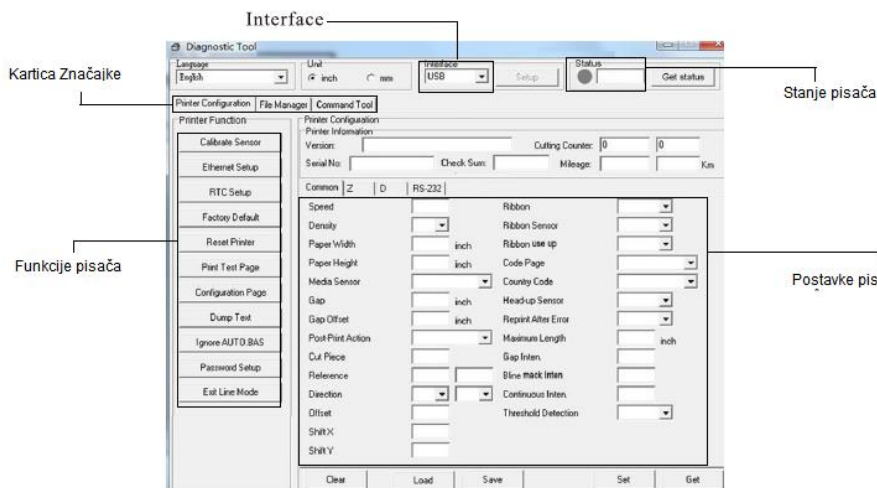 Interface
Diagnostic Tool
Language
English
Unit
inch
mm
Interface
USB
Setup
Status
Get status
Kartica Značajke
Stanje pisača
Printer Configuration
File Manager
Command Tool
Printer Function
Calibrate Sensor
Ethernet Setup
RTC Setup
Factory Default
Reset Printer
Print Test Page
Configuration Page
Dump Text
Ignore AUTO.BAS
Password Setup
Exit Line Mode
Funkcije pisača
Printer Configuration
Printer Information
Version:
Cutting Counter: 0 0
Serial No:
Check Sum:
Mileage:
Km
Common Z D RS-232
Speed
Density
Paper Width inch
Paper Height inch
Media Sensor
Gap inch
Gap Offset inch
Post-Print Action
Cut Piece
Reference
Direction
Offset
Shift X
Shift Y
Ribbon
Ribbon Sensor
Ribbon use up
Code Page
Country Code
Head-up Sensor
Reprint After Error
Maximum Length inch
Gap Inten.
Bline mack Inten
Continuous Inten.
Threshold Detection
Postavke pis
Clear
Load
Save
Set
Get